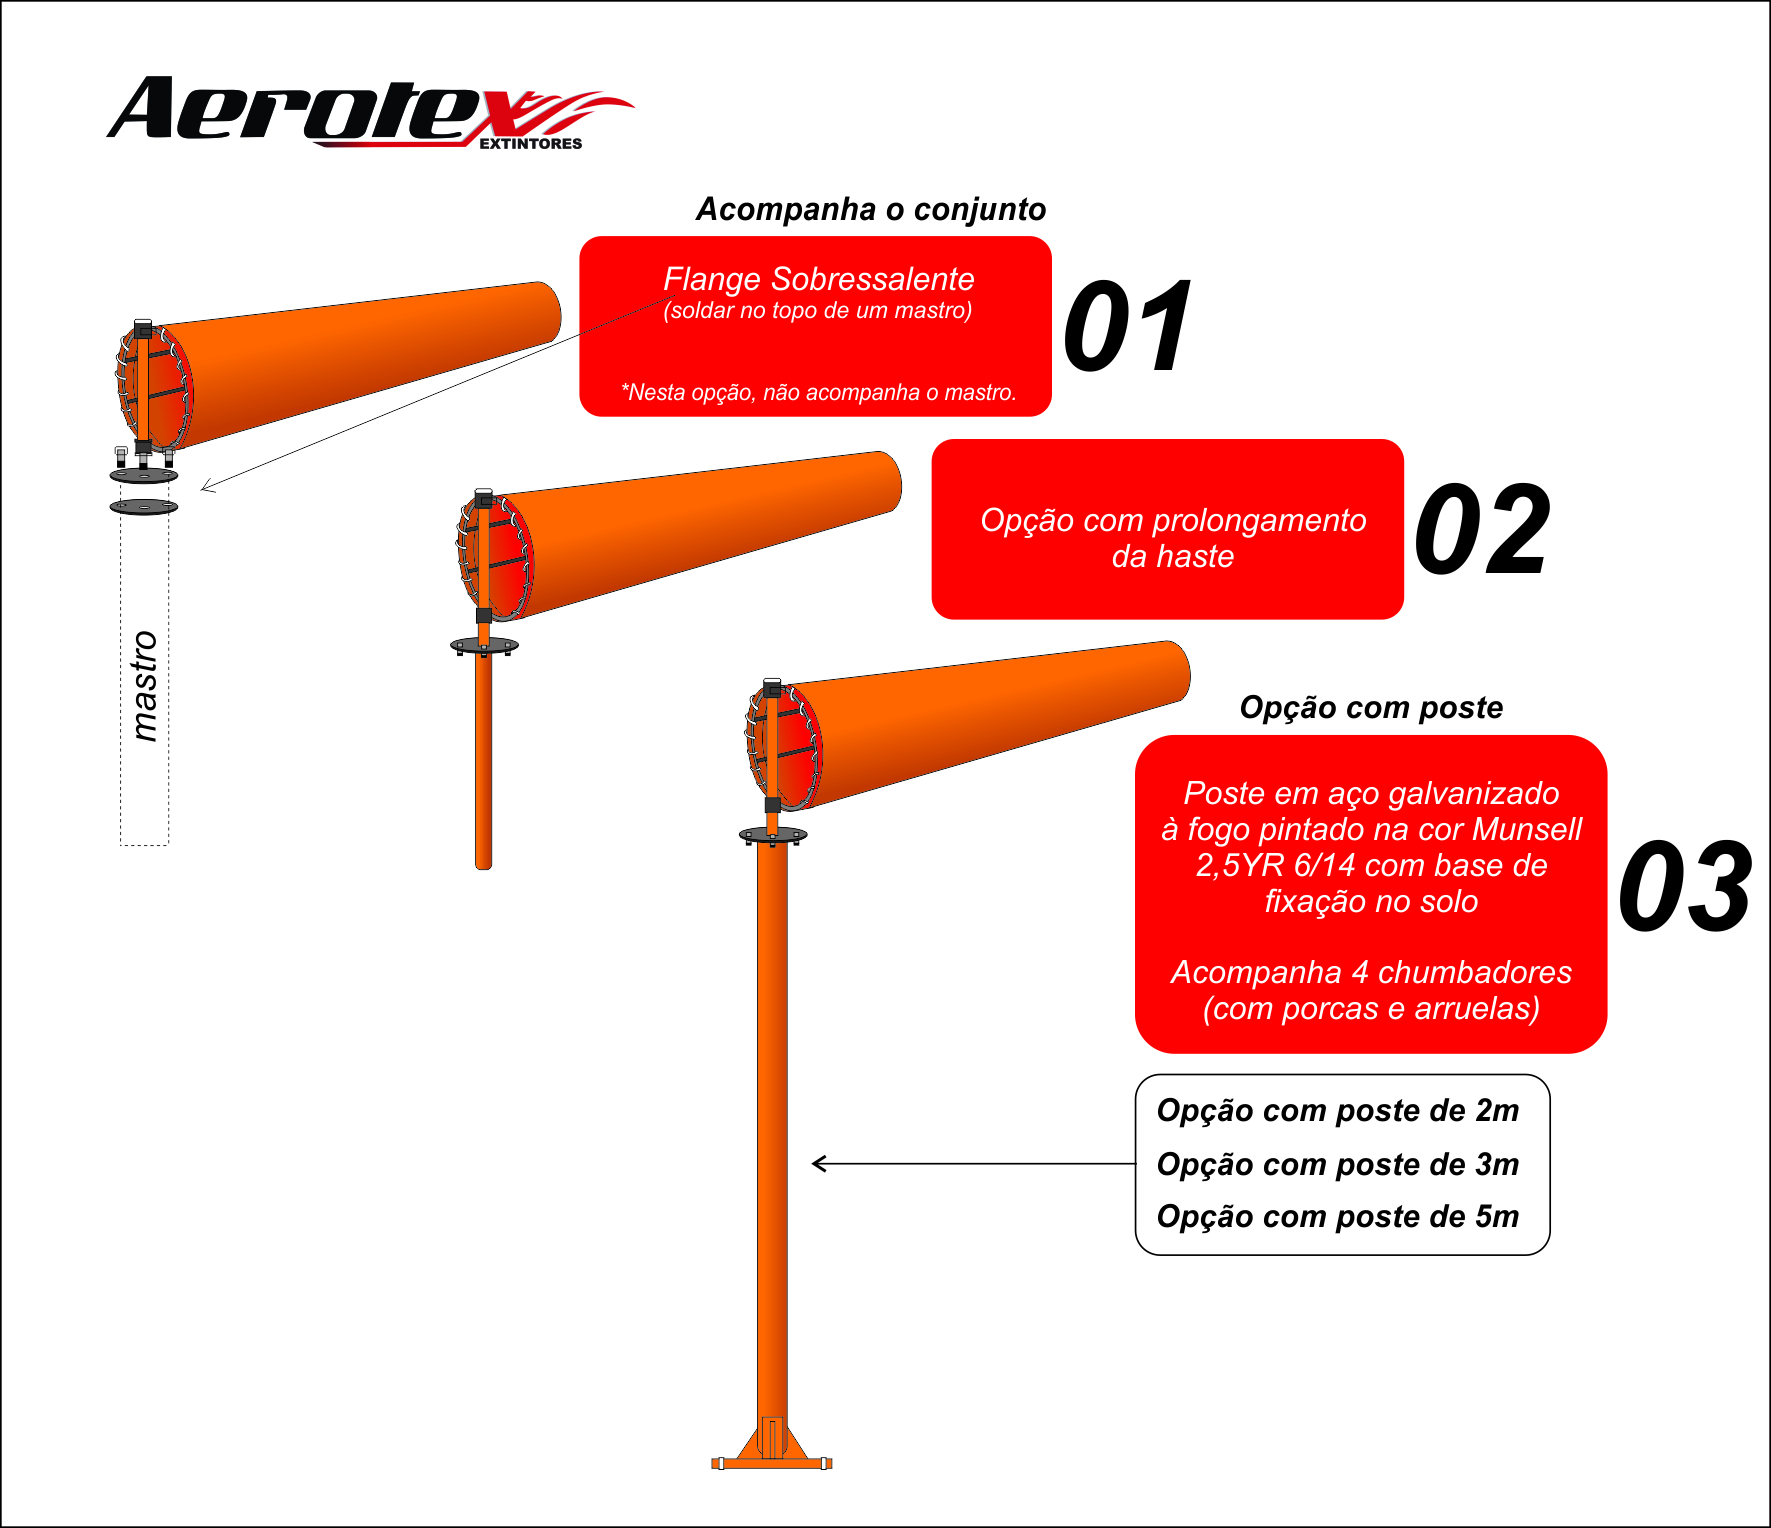 Aerotex
EXTINTORES
Acompanha o conjunto
Flange Sobressalente
(soldar no topo de um mastro)
*Nesta opção, não acompanha o mastro.
01
Opção com prolongamento
da haste
02
mastro
Opção com poste
Poste em aço galvanizado
à fogo pintado na cor Munsell
2,5YR 6/14 com base de
fixação no solo
Acompanha 4 chumbadores
(com porcas e arruelas)
03
Opção com poste de 2m
Opção com poste de 3m
Opção com poste de 5m